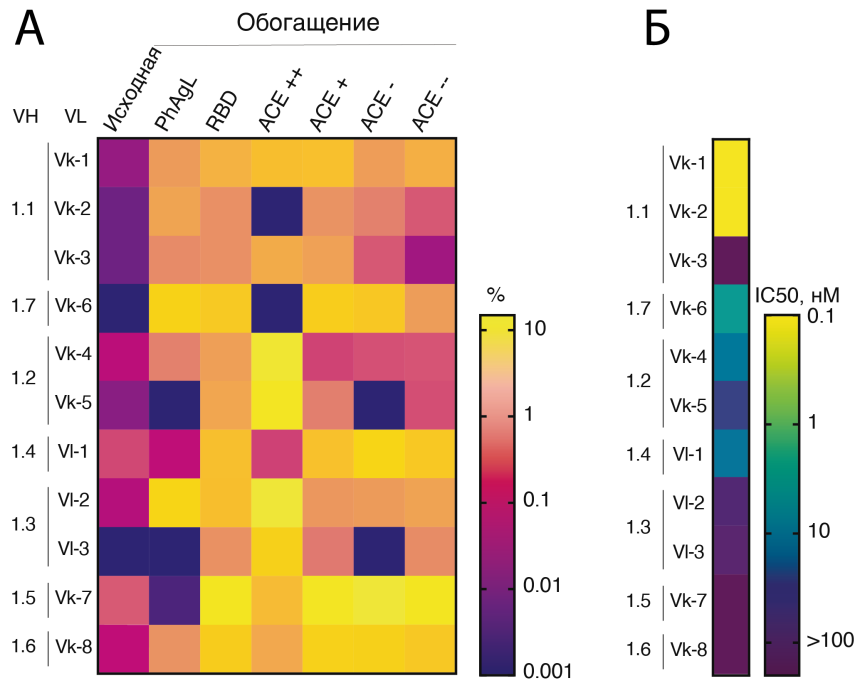 А
Обогащение
VH
VL
Исходная
PhAgL
RBD
ACE ++
ACE +
ACE -
ACE --
1.1
Vk-1
Vk-2
Vk-3
1.7
Vk-6
1.2
Vk-4
Vk-5
1.4
Vl-1
1.3
Vl-2
Vl-3
1.5
Vk-7
1.6
Vk-8
%
10
1
0.1
0.01
0.001
Б
1.1
Vk-1
Vk-2
Vk-3
1.7
Vk-6
1.2
Vk-4
Vk-5
1.4
Vl-1
1.3
Vl-2
Vl-3
1.5
Vk-7
1.6
Vk-8
IC50, нМ
0.1
1
10
>100